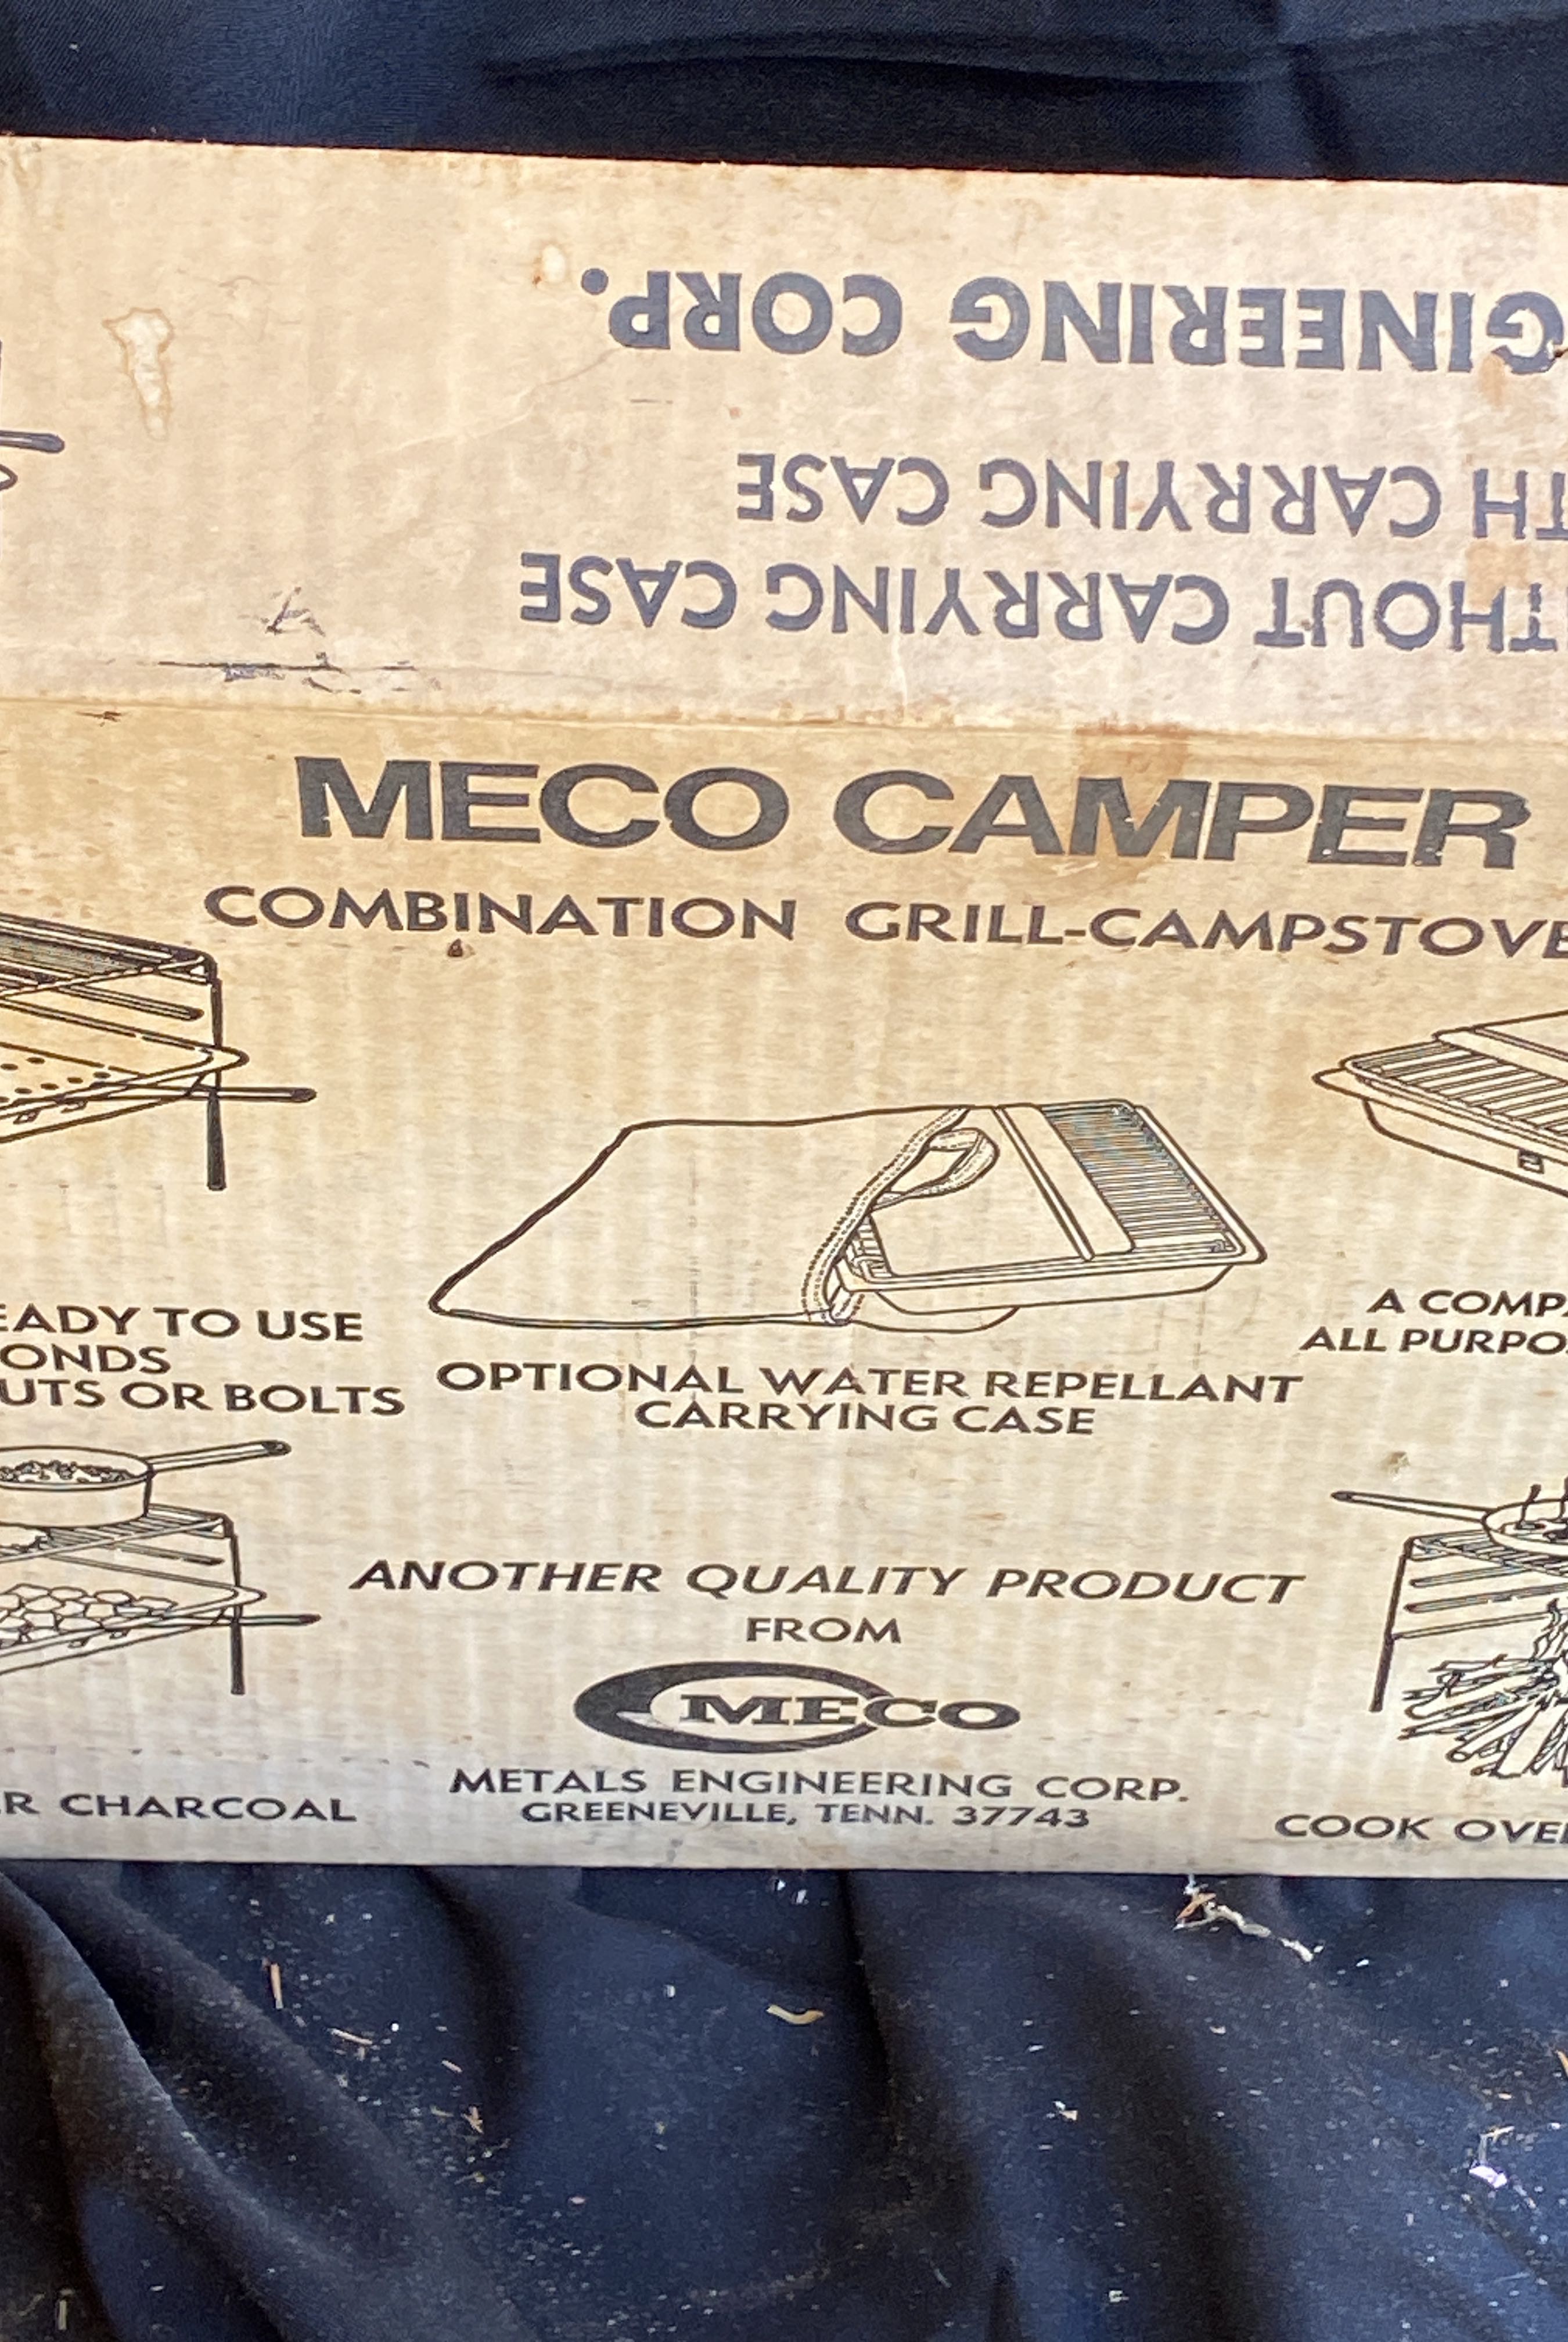 GINEERING CORP.
TH CARRYING CASE
THOUT CARRYING CASE
MECO CAMPER
COMBINATION GRILL-CAMPSTOVE
EADY TO USE
ONDS
UTS OR BOLTS
OPTIONAL WATER REPELLANT
CARRYING CASE
A COMP
ALL PURPO
ANOTHER QUALITY PRODUCT
FROM
MECO
METALS ENGINEERING CORP.
GREENEVILLE, TENN. 37743
R CHARCOAL
COOK OVE